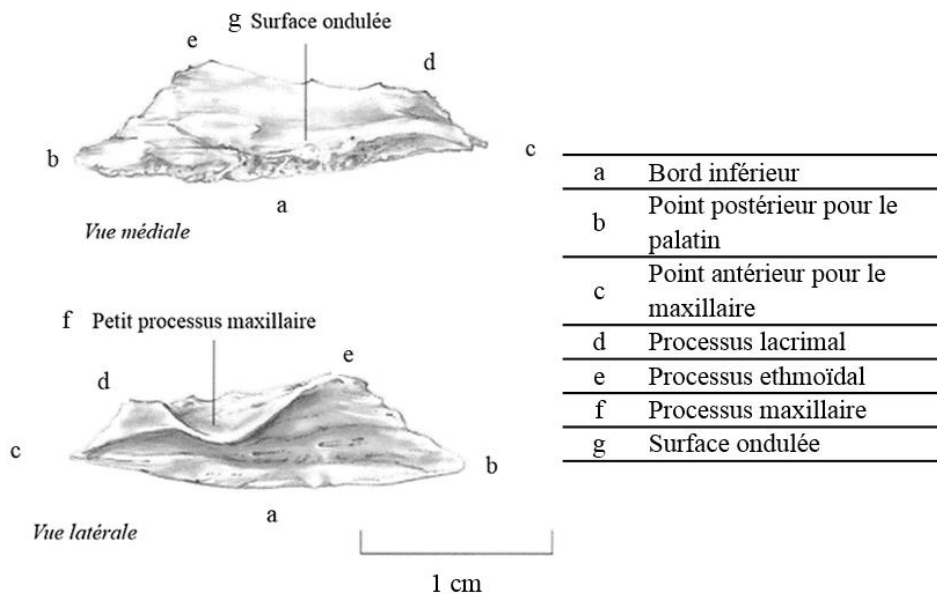 g Surface ondulée
e
d
b
c
a
Vue médiale
f Petit processus maxillaire
e
d
c
b
a
Vue latérale
1 cm
a Bord inférieur
b Point postérieur pour le
palatin
c Point antérieur pour le
maxillaire
d Processus lacrimal
e Processus ethmoïdal
f Processus maxillaire
g Surface ondulée